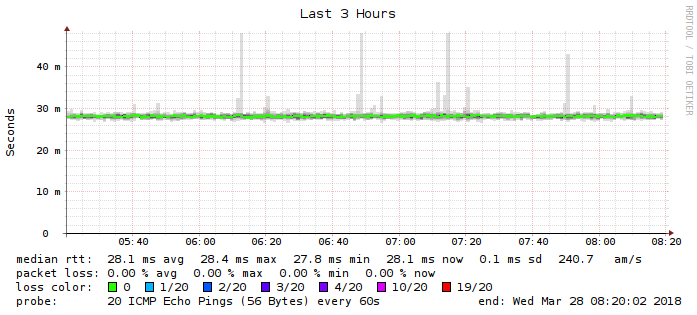 Last 3 Hours
RRDTOOL / TOBI OETIKER
Seconds
40 m
30 m
20 m
10 m
0
05:40 06:00 06:20 06:40 07:00 07:20 07:40 08:00 08:20
median rtt: 28.1 ms avg 28.4 ms max 27.8 ms min 28.1 ms now 0.1 ms sd 240.7 am/s
packet loss: 0.00 % avg 0.00 % max 0.00 % min 0.00 % now
loss color: 0 1/20 2/20 3/20 4/20 10/20 19/20
probe: 20 ICMP Echo Pings (56 Bytes) every 60s end: Wed Mar 28 08:20:02 2018